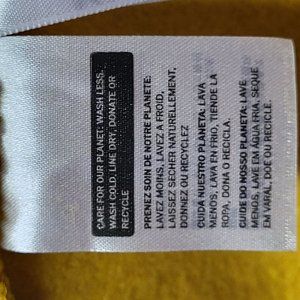 CARE FOR OUR PLANET: WASH LESS,
WASH COLD, LINE DRY, DONATE OR
RECYCLE
PRENEZ SOIN DE NOTRE PLANETE:
LAVEZ MOINS, LAVEZ A FROID,
LAISSEZ SECHER NATURELLEMENT,
DONNEZ OU RECYCLEZ
CUIDA NUESTRO PLANETA: LAVA
MENOS, LAVA EN FRIO, TIENDE LA
ROPA, DONA O RECICLA.
CUIDE DO NOSSO PLANETA: LAVE
MENOS, LAVE EM ÁGUA FRIA, SEQUE
EM VARAL, DOE OU RECICLE.